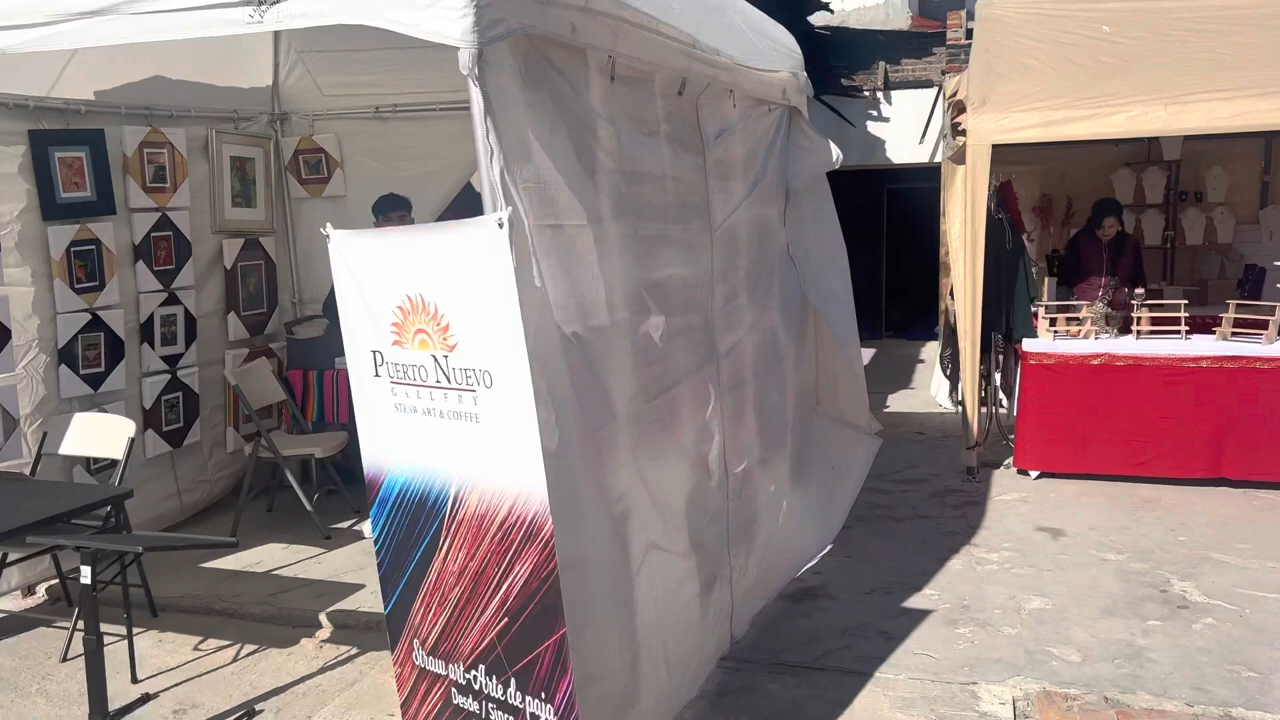 PUERTO NUEVO
GALLERY
STRAW ART & COFFEE
Straw art-Arte de paja
Desde / Since